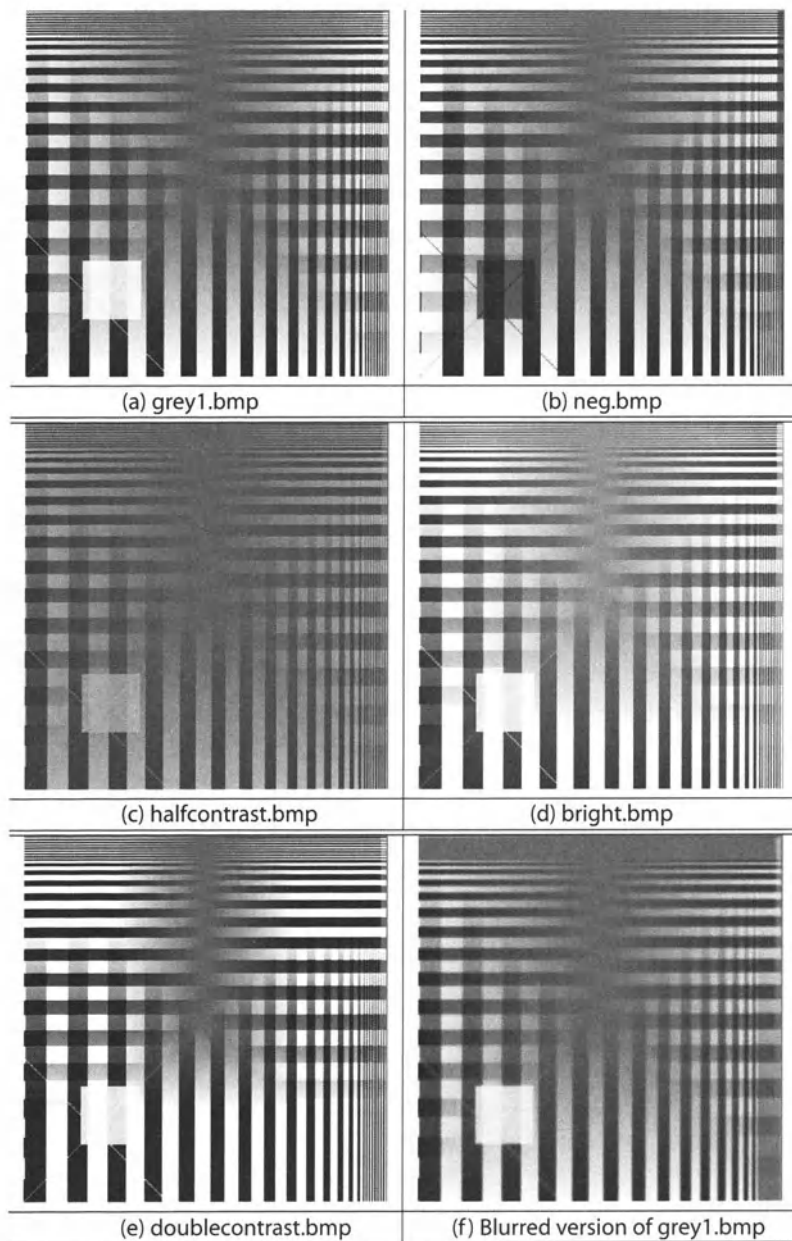 (a) grey1.bmp
(b) neg.bmp
(c) halfcontrast.bmp
(d) bright.bmp
(e) doublecontrast.bmp
(f) Blurred version of grey1.bmp